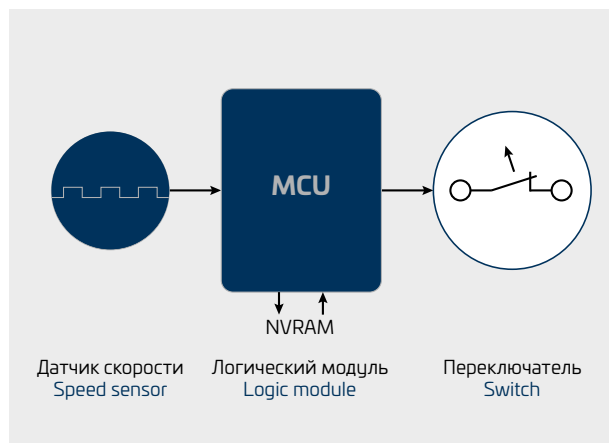 MCU
NVRAM
Датчик скорости
Speed sensor
Логический модуль
Logic module
Переключатель
Switch